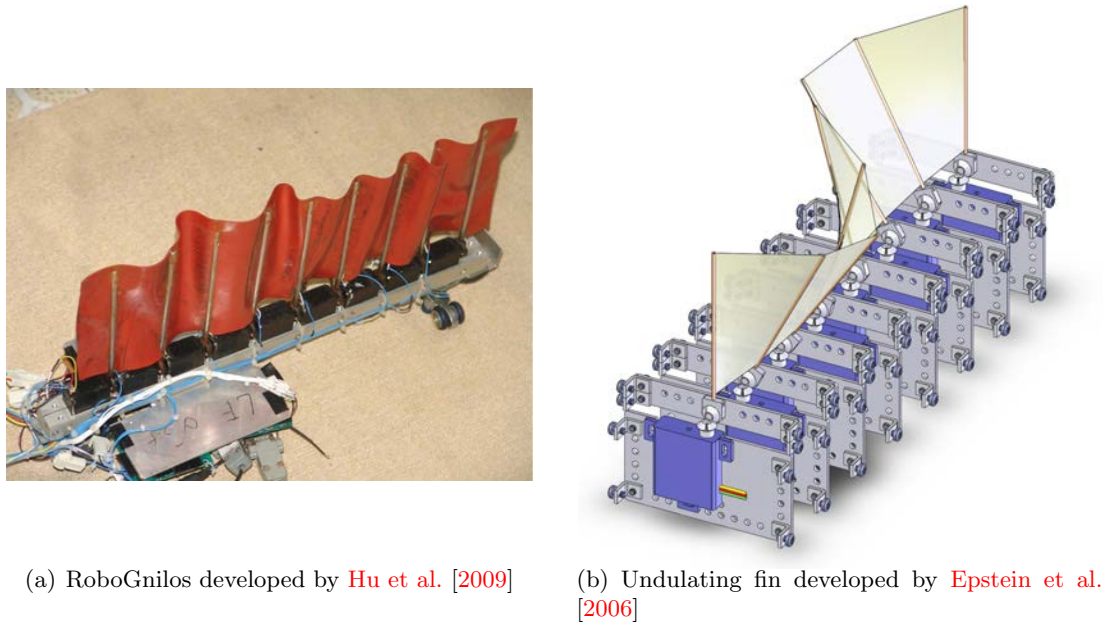 (a) RoboGnilos developed by Hu et al. [2009]
(b) Undulating fin developed by Epstein et al.
[2006]